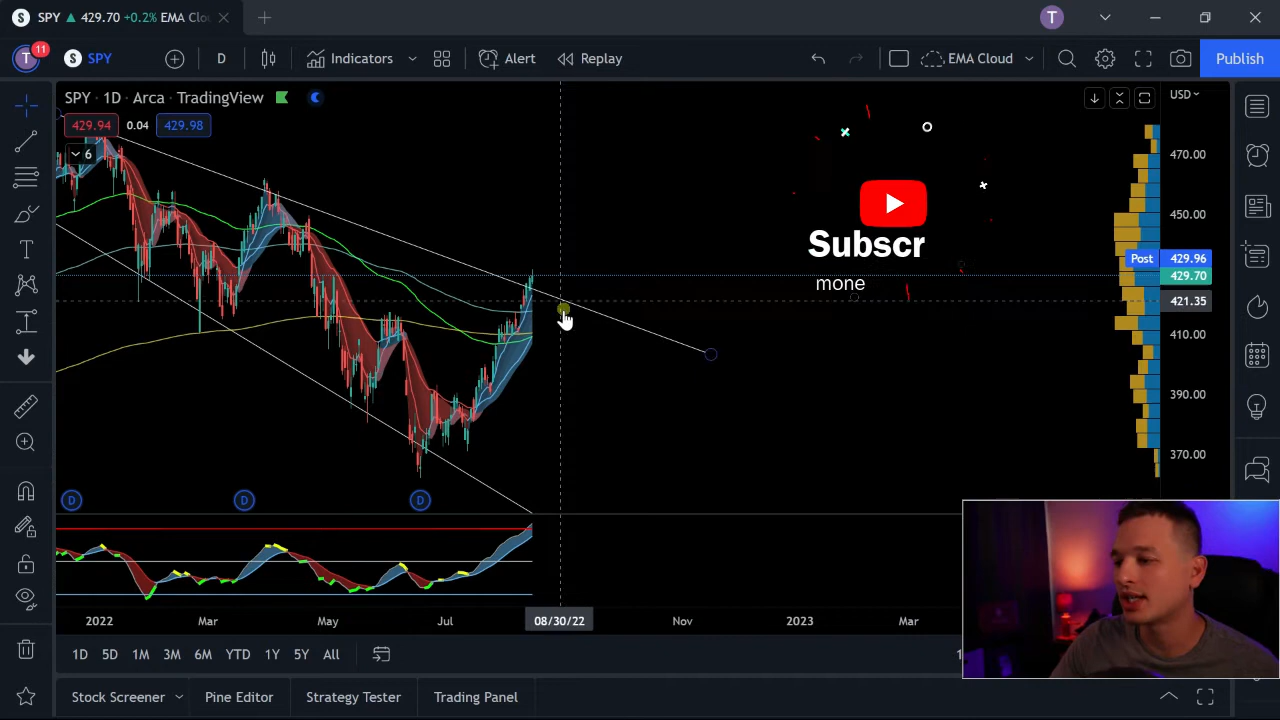 S SPY ▲ 429.70 +0.2% EMA Clo
T
T 11 S SPY D Indicators Alert Replay EMA Cloud Publish
SPY · 1D · Arca · TradingView
USD
429.94 0.04 429.98
6
470.00
450.00
Subscr
mone
Post 429.96
429.70
421.35
410.00
390.00
370.00
D D D
2022 Mar May Jul 08/30/22 Nov 2023 Mar
1D 5D 1M 3M 6M YTD 1Y 5Y All
Stock Screener Pine Editor Strategy Tester Trading Panel